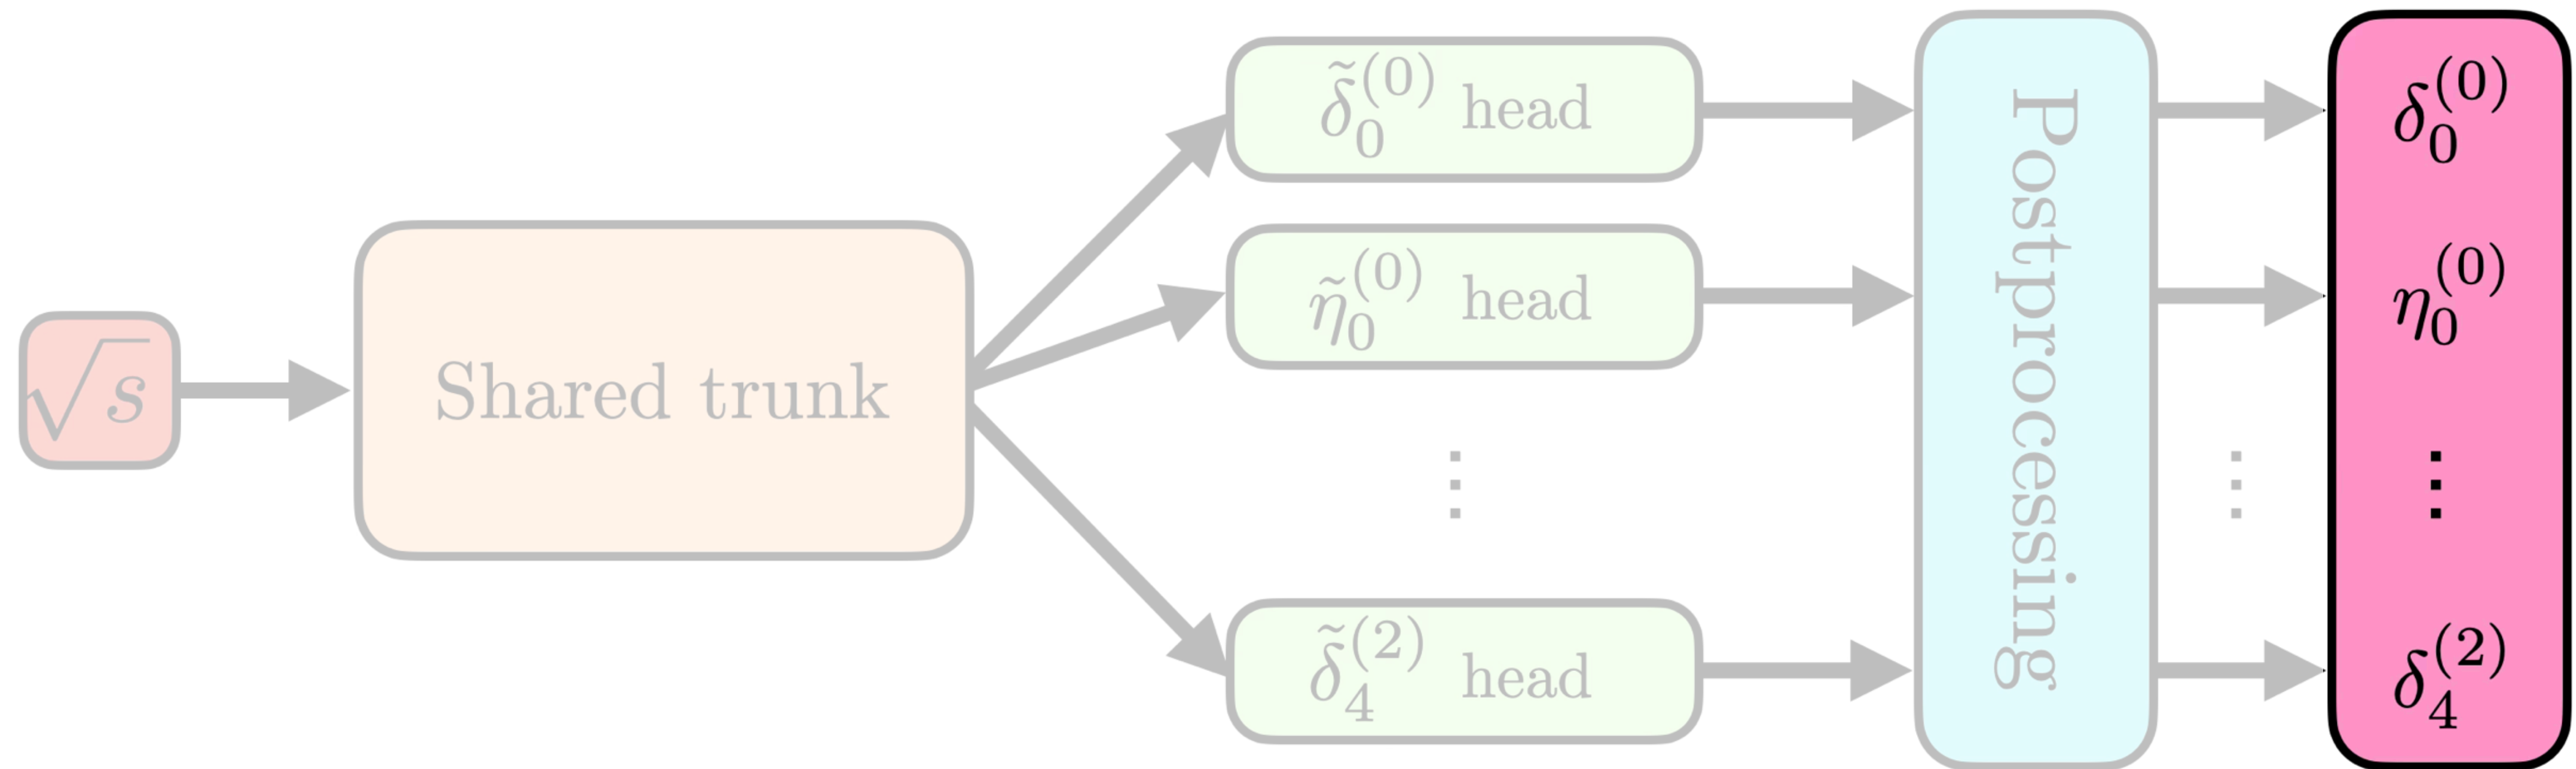 √s
Shared trunk
δ̃₀⁽⁰⁾ head
η̃₀⁽⁰⁾ head
⋮
δ̃₄⁽²⁾ head
Postprocessing
⋮
δ₀⁽⁰⁾
η₀⁽⁰⁾
⋮
δ₄⁽²⁾